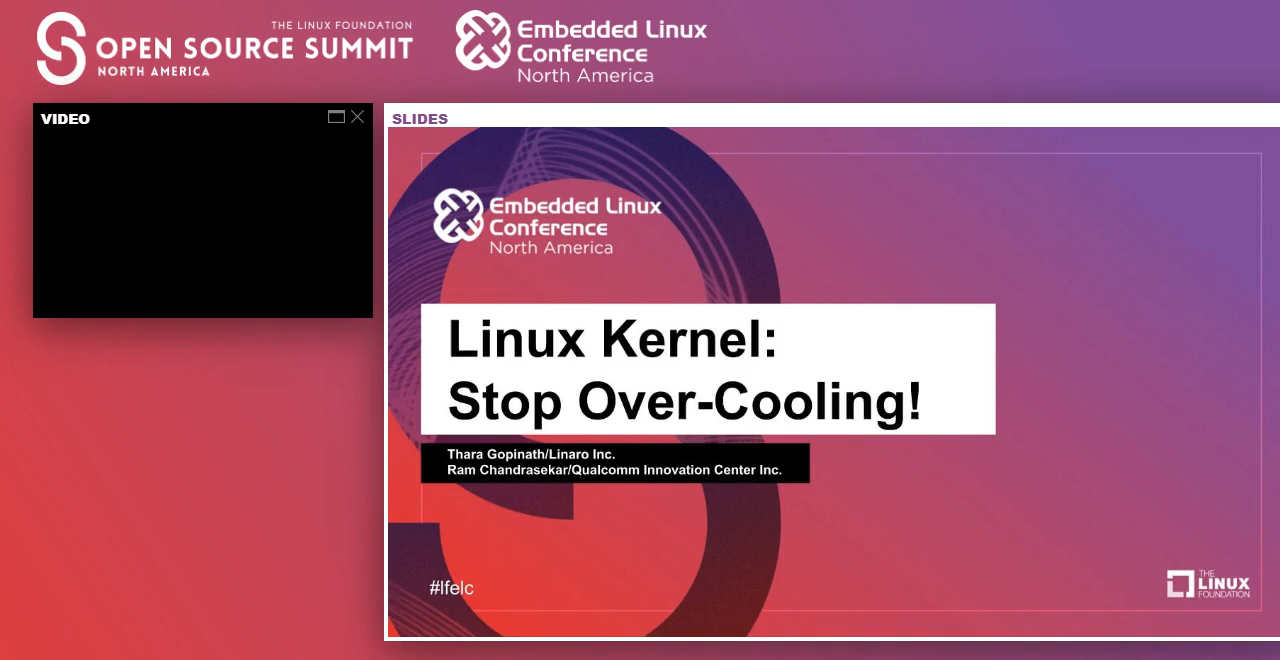 THE LINUX FOUNDATION
OPEN SOURCE SUMMIT
NORTH AMERICA
Embedded Linux
Conference
North America
VIDEO
SLIDES
Embedded Linux
Conference
North America
Linux Kernel:
Stop Over-Cooling!
Thara Gopinath/Linaro Inc.
Ram Chandrasekar/Qualcomm Innovation Center Inc.
#lfelc
THE
LINUX
FOUNDATION